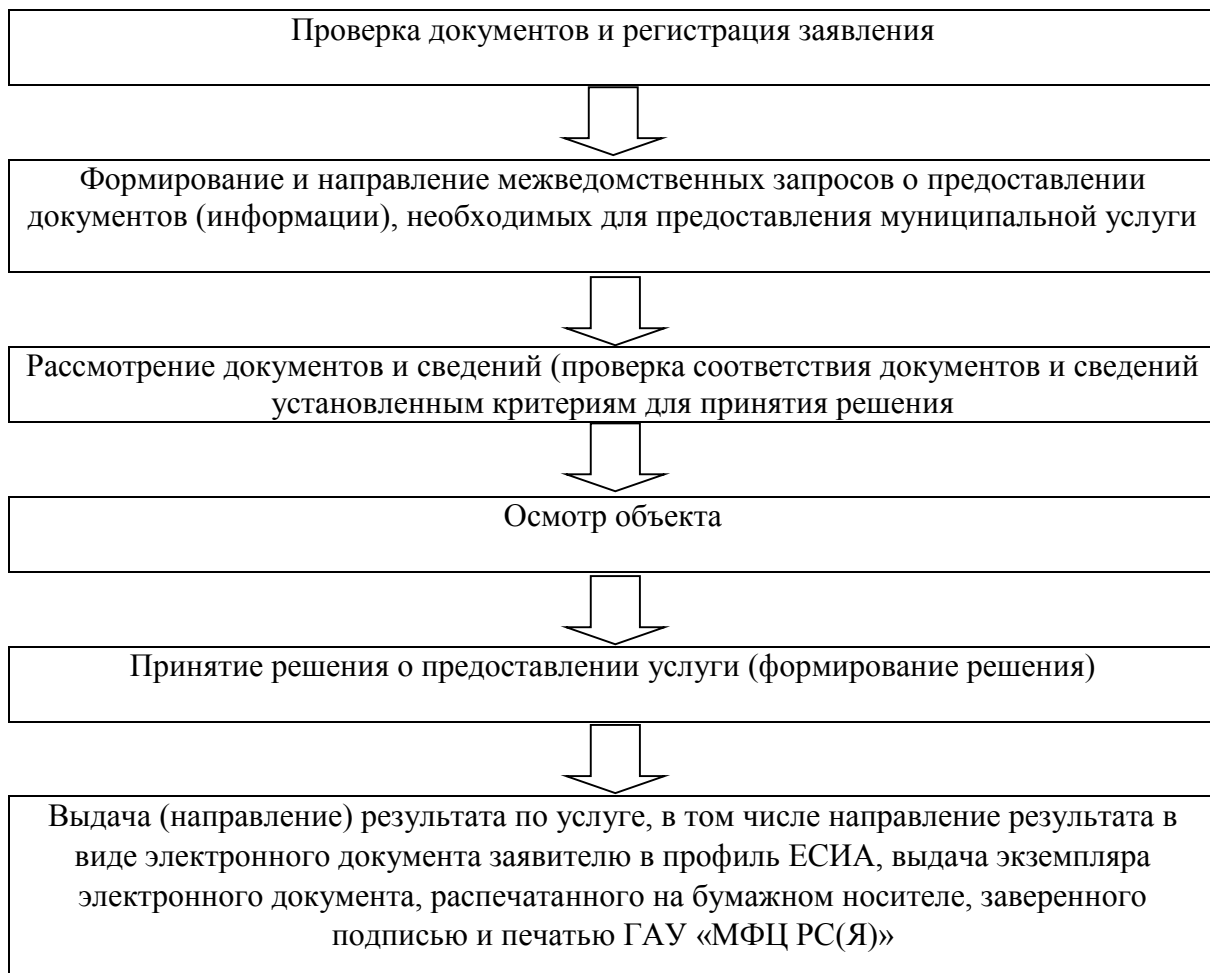 Проверка документов и регистрация заявления
Формирование и направление межведомственных запросов о предоставлении
документов (информации), необходимых для предоставления муниципальной услуги
Рассмотрение документов и сведений (проверка соответствия документов и сведений
установленным критериям для принятия решения
Осмотр объекта
Принятие решения о предоставлении услуги (формирование решения)
Выдача (направление) результата по услуге, в том числе направление результата в
виде электронного документа заявителю в профиль ЕСИА, выдача экземпляра
электронного документа, распечатанного на бумажном носителе, заверенного
подписью и печатью ГАУ «МФЦ РС(Я)»